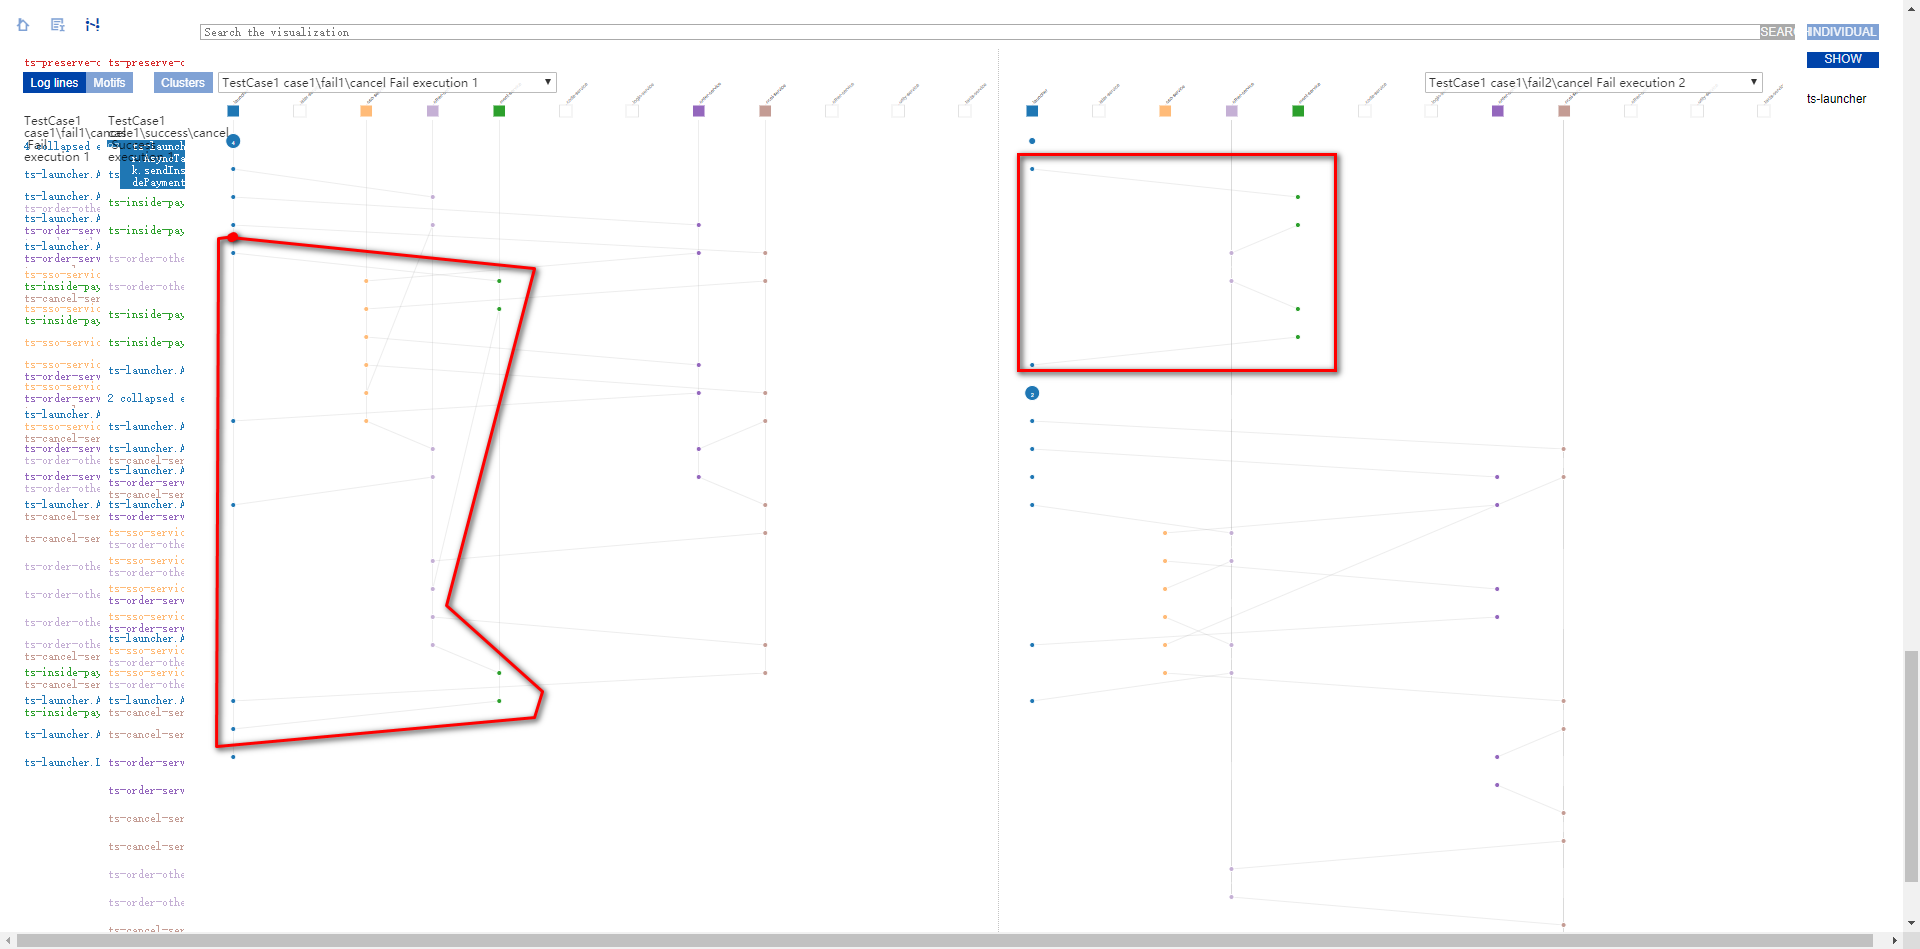 Search the visualization
SEAR
INDIVIDUAL
SHOW
ts-launcher
ts-preserve-c
ts-preserve-c
Log lines
Motifs
Clusters
TestCase1 case1\fail1\cancel Fail execution 1
TestCase1 case1\fail2\cancel Fail execution 2
TestCase1
case1\fail1\cancel
Fail
execution 1
ts-launcher.A
ts-launcher.A
ts-order-othe
ts-launcher.A
ts-order-serv
ts-launcher.A
ts-order-serv
ts-sso-servic
ts-inside-pay
ts-cancel-ser
ts-sso-servic
ts-inside-pay
ts-sso-servic
ts-sso-servic
ts-order-serv
ts-sso-servic
ts-order-serv
ts-launcher.A
ts-sso-servic
ts-cancel-ser
ts-order-serv
ts-order-othe
ts-order-serv
ts-order-othe
ts-launcher.A
ts-cancel-ser
ts-cancel-ser
ts-order-othe
ts-order-othe
ts-order-othe
ts-order-othe
ts-cancel-ser
ts-inside-pay
ts-cancel-ser
ts-launcher.A
ts-inside-pay
ts-launcher.A
ts-launcher.I
TestCase1
case1\success\cancel
ts-launch
r.AsyncTa
k.sendIns
dePayment
ts-inside-pay
ts-inside-pay
ts-order-othe
ts-order-othe
ts-inside-pay
ts-inside-pay
ts-launcher.A
2 collapsed e
ts-launcher.A
ts-launcher.A
ts-cancel-ser
ts-launcher.A
ts-order-serv
ts-cancel-ser
ts-launcher.A
ts-order-serv
ts-sso-servic
ts-order-othe
ts-sso-servic
ts-order-othe
ts-sso-servic
ts-order-serv
ts-sso-servic
ts-order-serv
ts-launcher.A
ts-sso-servic
ts-order-othe
ts-sso-servic
ts-order-othe
ts-launcher.A
ts-cancel-ser
ts-cancel-ser
ts-order-serv
ts-order-serv
ts-cancel-ser
ts-cancel-ser
ts-order-othe
ts-order-othe
ts-cancel-ser
4
2